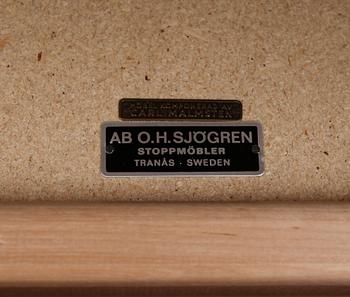 MÖBEL KOMPONERAD AV
CARL MALMSTEN
AB O.H. SJÖGREN
STOPPMÖBLER
TRANÅS · SWEDEN